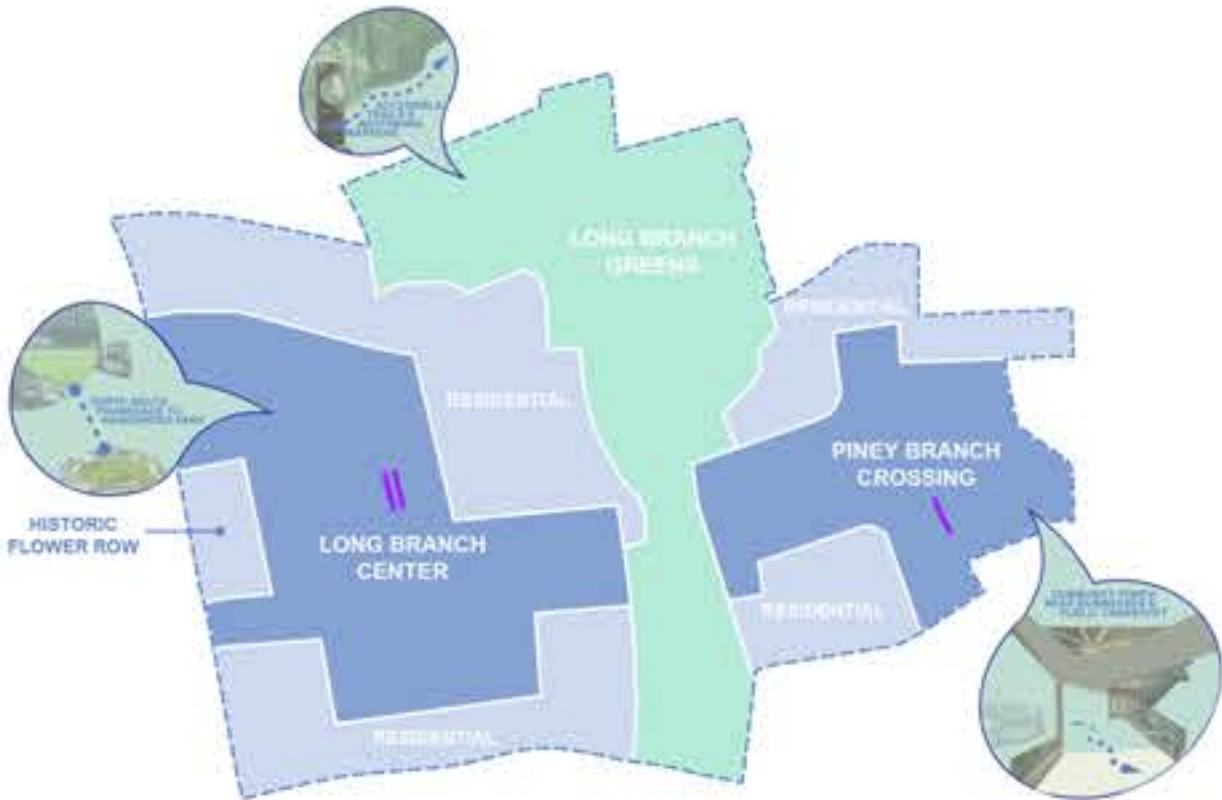 LONG BRANCH
GREENS
RESIDENTIAL
RESIDENTIAL
PINEY BRANCH
CROSSING
HISTORIC
FLOWER ROW
LONG BRANCH
CENTER
RESIDENTIAL
RESIDENTIAL